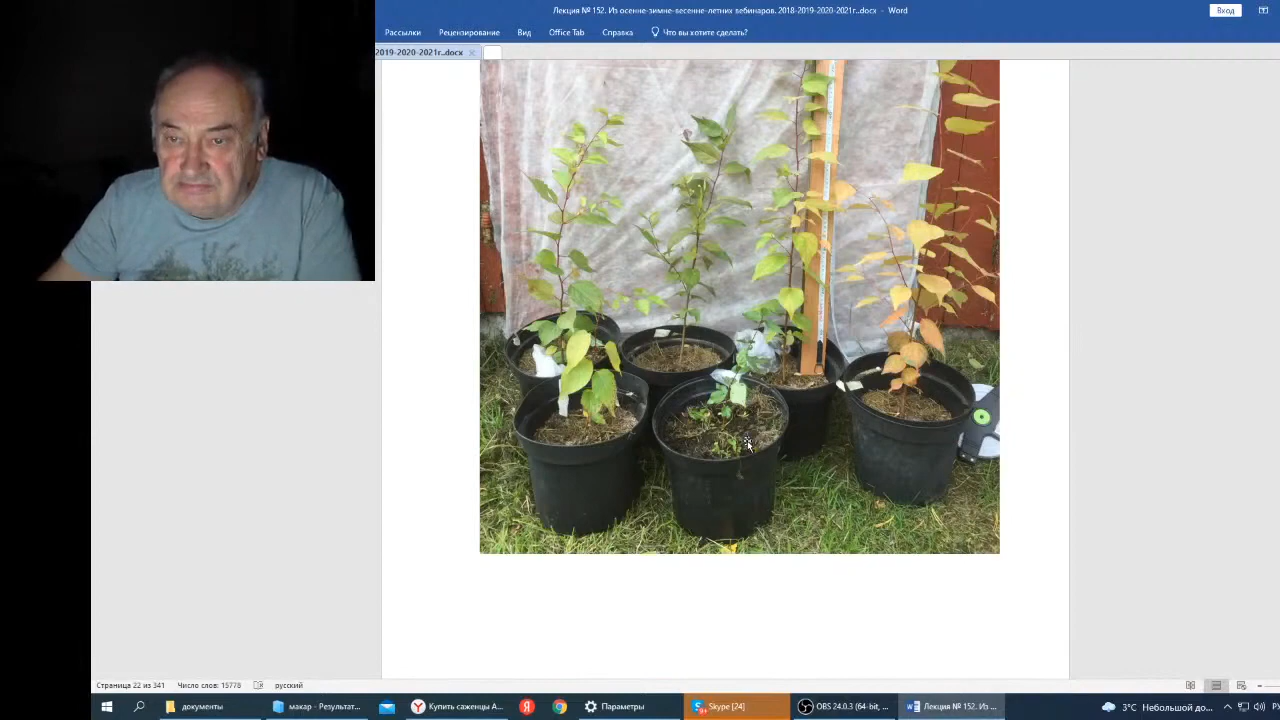 Лекция № 152. Из осенне-зимне-весенне-летних вебинаров. 2018-2019-2020-2021г..docx - Word
Вход
Рассылки Рецензирование Вид Office Tab Справка Что вы хотите сделать?
2019-2020-2021г..docx
Страница 22 из 341 Число слов: 15778 русский
документы
макар - Результат...
Купить саженцы А...
Параметры
Skype [24]
9+
OBS 24.0.3 (64-bit, ...
Лекция № 152. Из ...
3°C Небольшой до...